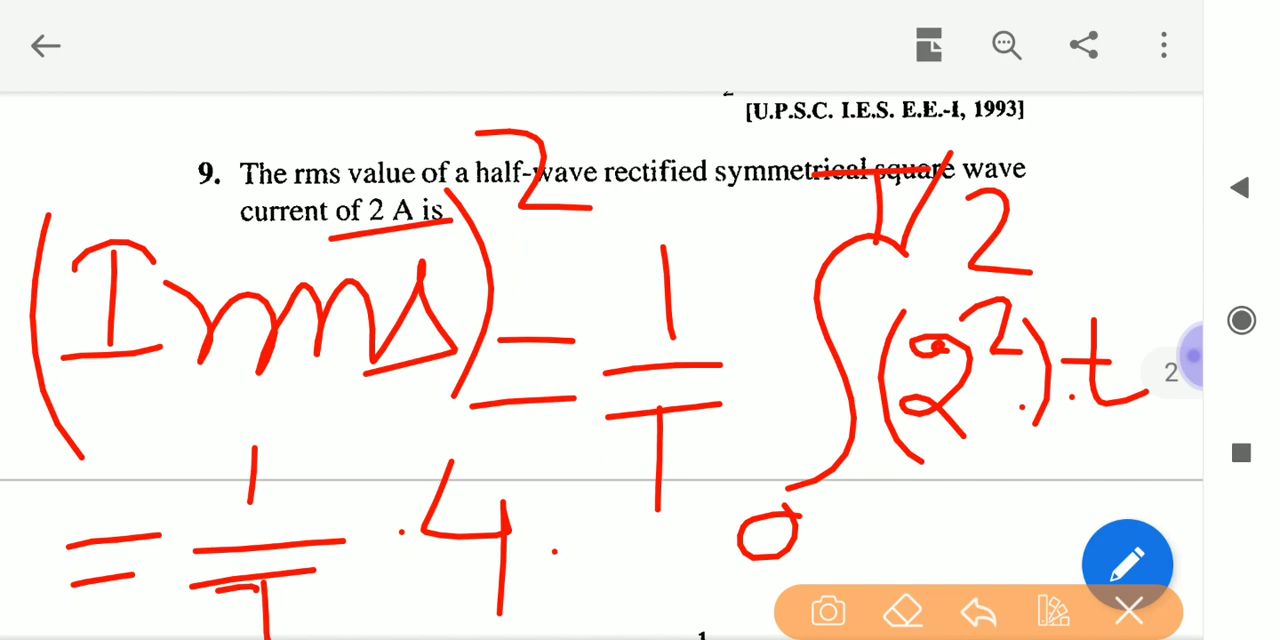 [U.P.S.C. I.E.S. E.E.-I, 1993]
9. The rms value of a half-wave rectified symmetrical square wave
current of 2 A is
(Irms)² = 1/T ∫₀^T/2 (2²).t
2
= 1/T .4.